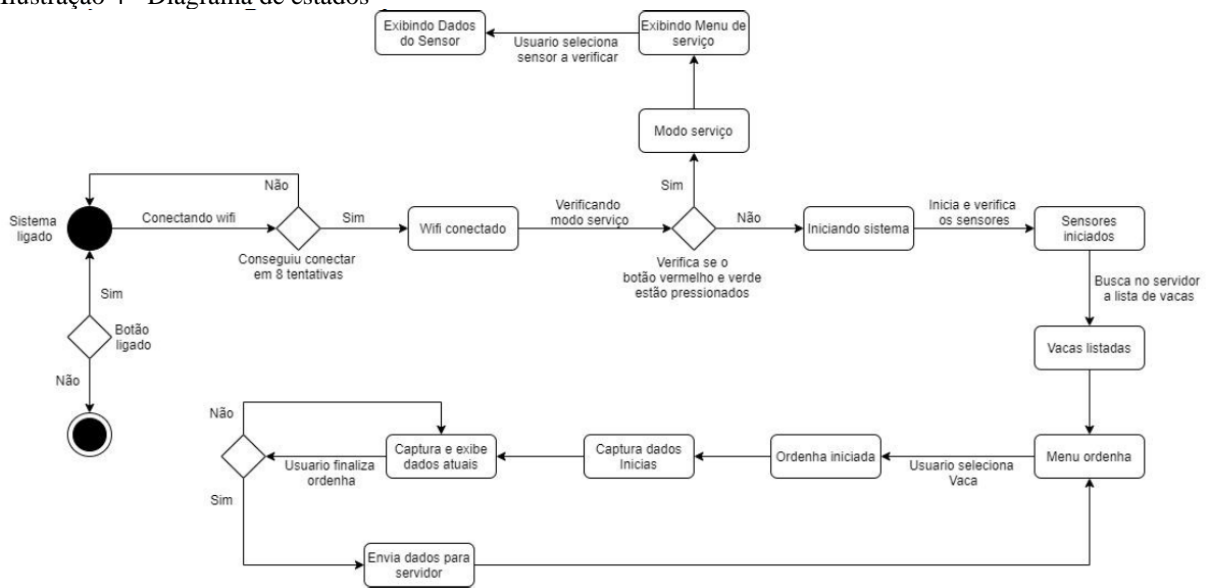 Ilustração 4 - Diagrama de estados
Exibindo Dados
do Sensor
Usuario seleciona
sensor a verificar
Exibindo Menu de
serviço
Modo serviço
Sim
Não
Sistema
ligado
Conectando wifi
Conseguiu conectar
em 8 tentativas
Sim
Wifi conectado
Verificando
modo serviço
Verifica se o
botão vermelho e verde
estão pressionados
Não
Iniciando sistema
Inicia e verifica
os sensores
Sensores
iniciados
Busca no servidor
a lista de vacas
Vacas listadas
Sim
Botão
ligado
Não
Não
Sim
Usuario finaliza
ordenha
Captura e exibe
dados atuais
Captura dados
Inicias
Ordenha iniciada
Usuario seleciona
Vaca
Menu ordenha
Envia dados para
servidor